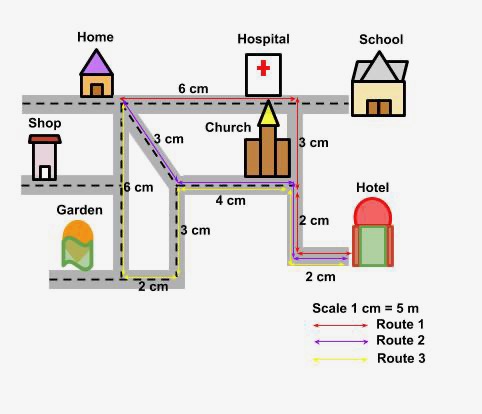 Home
Hospital
School
6 cm
Shop
Church
3 cm
3 cm
6 cm
4 cm
Hotel
Garden
3 cm
2 cm
2 cm
2 cm
Scale 1 cm = 5 m
Route 1
Route 2
Route 3